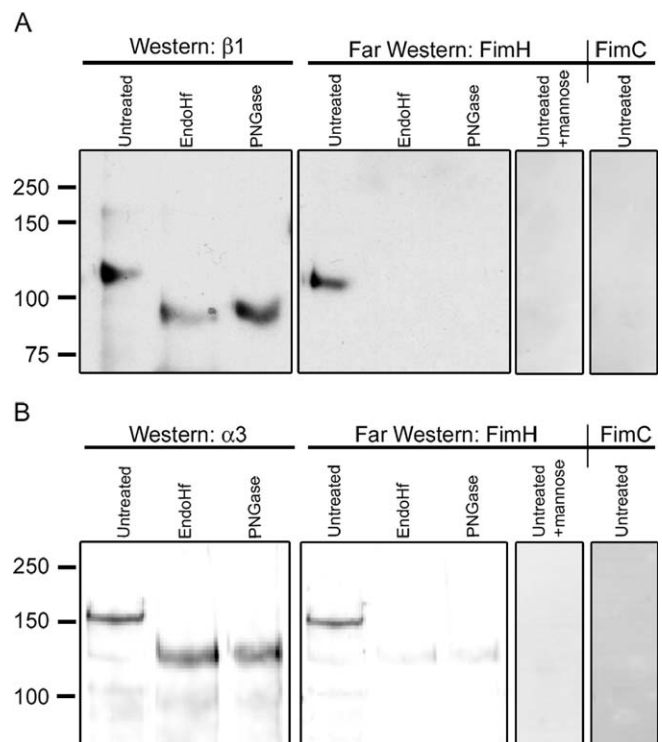 A
Western: β1
Far Western: FimH
FimC
Untreated
EndoHf
PNGase
Untreated
EndoHf
PNGase
Untreated
+mannose
Untreated
250
150
100
75
B
Western: α3
Far Western: FimH
FimC
Untreated
EndoHf
PNGase
Untreated
EndoHf
PNGase
Untreated
+mannose
Untreated
250
150
100